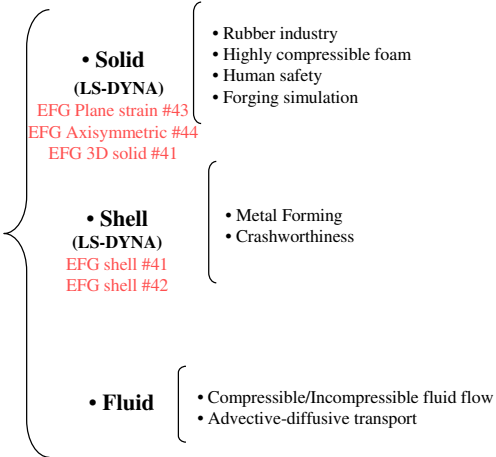 • Solid
(LS-DYNA)
EFG Plane strain #43
EFG Axisymmetric #44
EFG 3D solid #41
• Rubber industry
• Highly compressible foam
• Human safety
• Forging simulation
• Shell
(LS-DYNA)
EFG shell #41
EFG shell #42
• Metal Forming
• Crashworthiness
• Fluid
• Compressible/Incompressible fluid flow
• Advective-diffusive transport